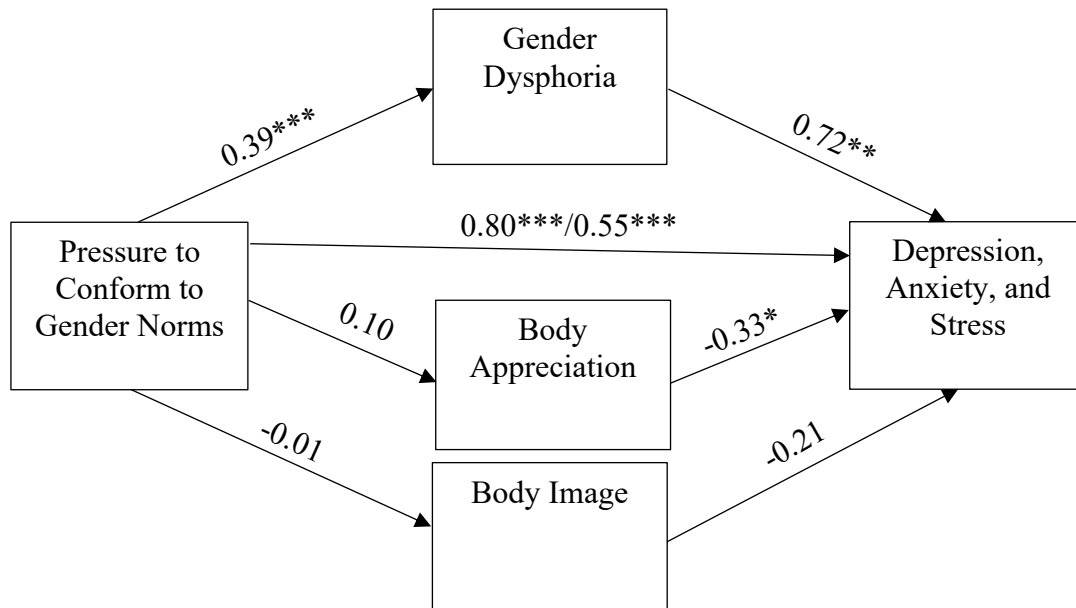 Gender
Dysphoria
0.39***
0.72**
0.80***/0.55***
Pressure to
Conform to
Gender Norms
Depression,
Anxiety, and
Stress
0.10
Body
Appreciation
-0.33*
-0.01
Body Image
-0.21